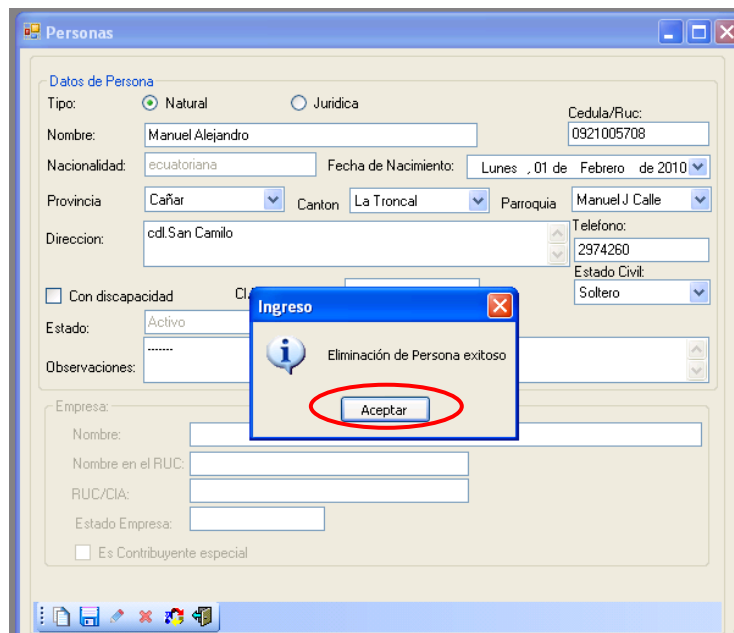 Personas
Datos de Persona
Tipo: Natural Juridica
Cedula/Ruc:
Nombre: Manuel Alejandro 0921005708
Nacionalidad: ecuatoriana Fecha de Nacimiento: Lunes , 01 de Febrero de 2010
Provincia Cañar Canton La Troncal Parroquia Manuel J Calle
Telefono:
Direccion: cdl.San Camilo
2974260
Estado Civil:
Con discapacidad Soltero
Ingreso
Estado: Activo
Eliminación de Persona exitoso
Observaciones: -------
Aceptar
Empresa:
Nombre:
Nombre en el RUC:
RUC/CIA:
Estado Empresa:
Es Contribuyente especial